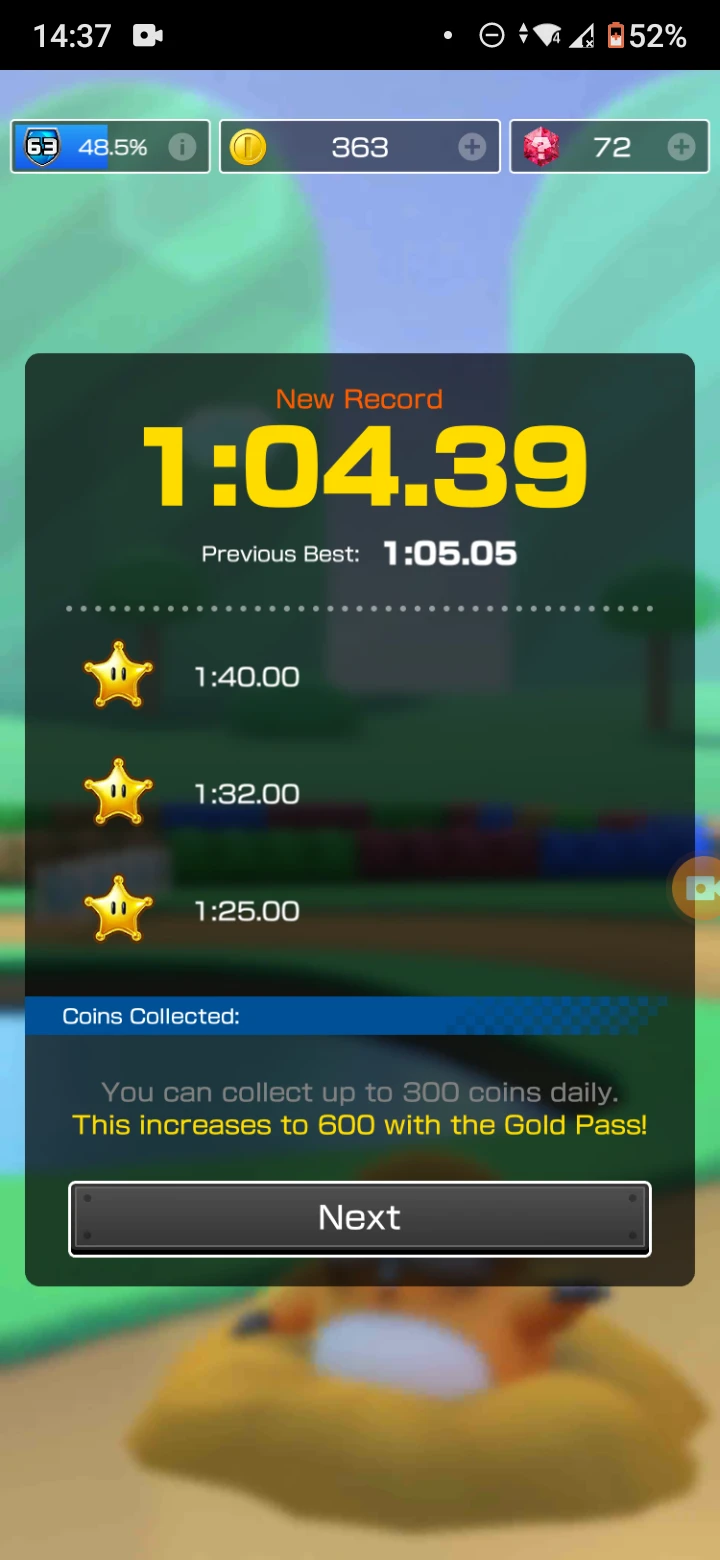 14:37
4
x
52%
63 48.5% i
363 +
72 +
New Record
1:04.39
Previous Best: 1:05.05
1:40.00
1:32.00
1:25.00
Coins Collected:
You can collect up to 300 coins daily.
This increases to 600 with the Gold Pass!
Next